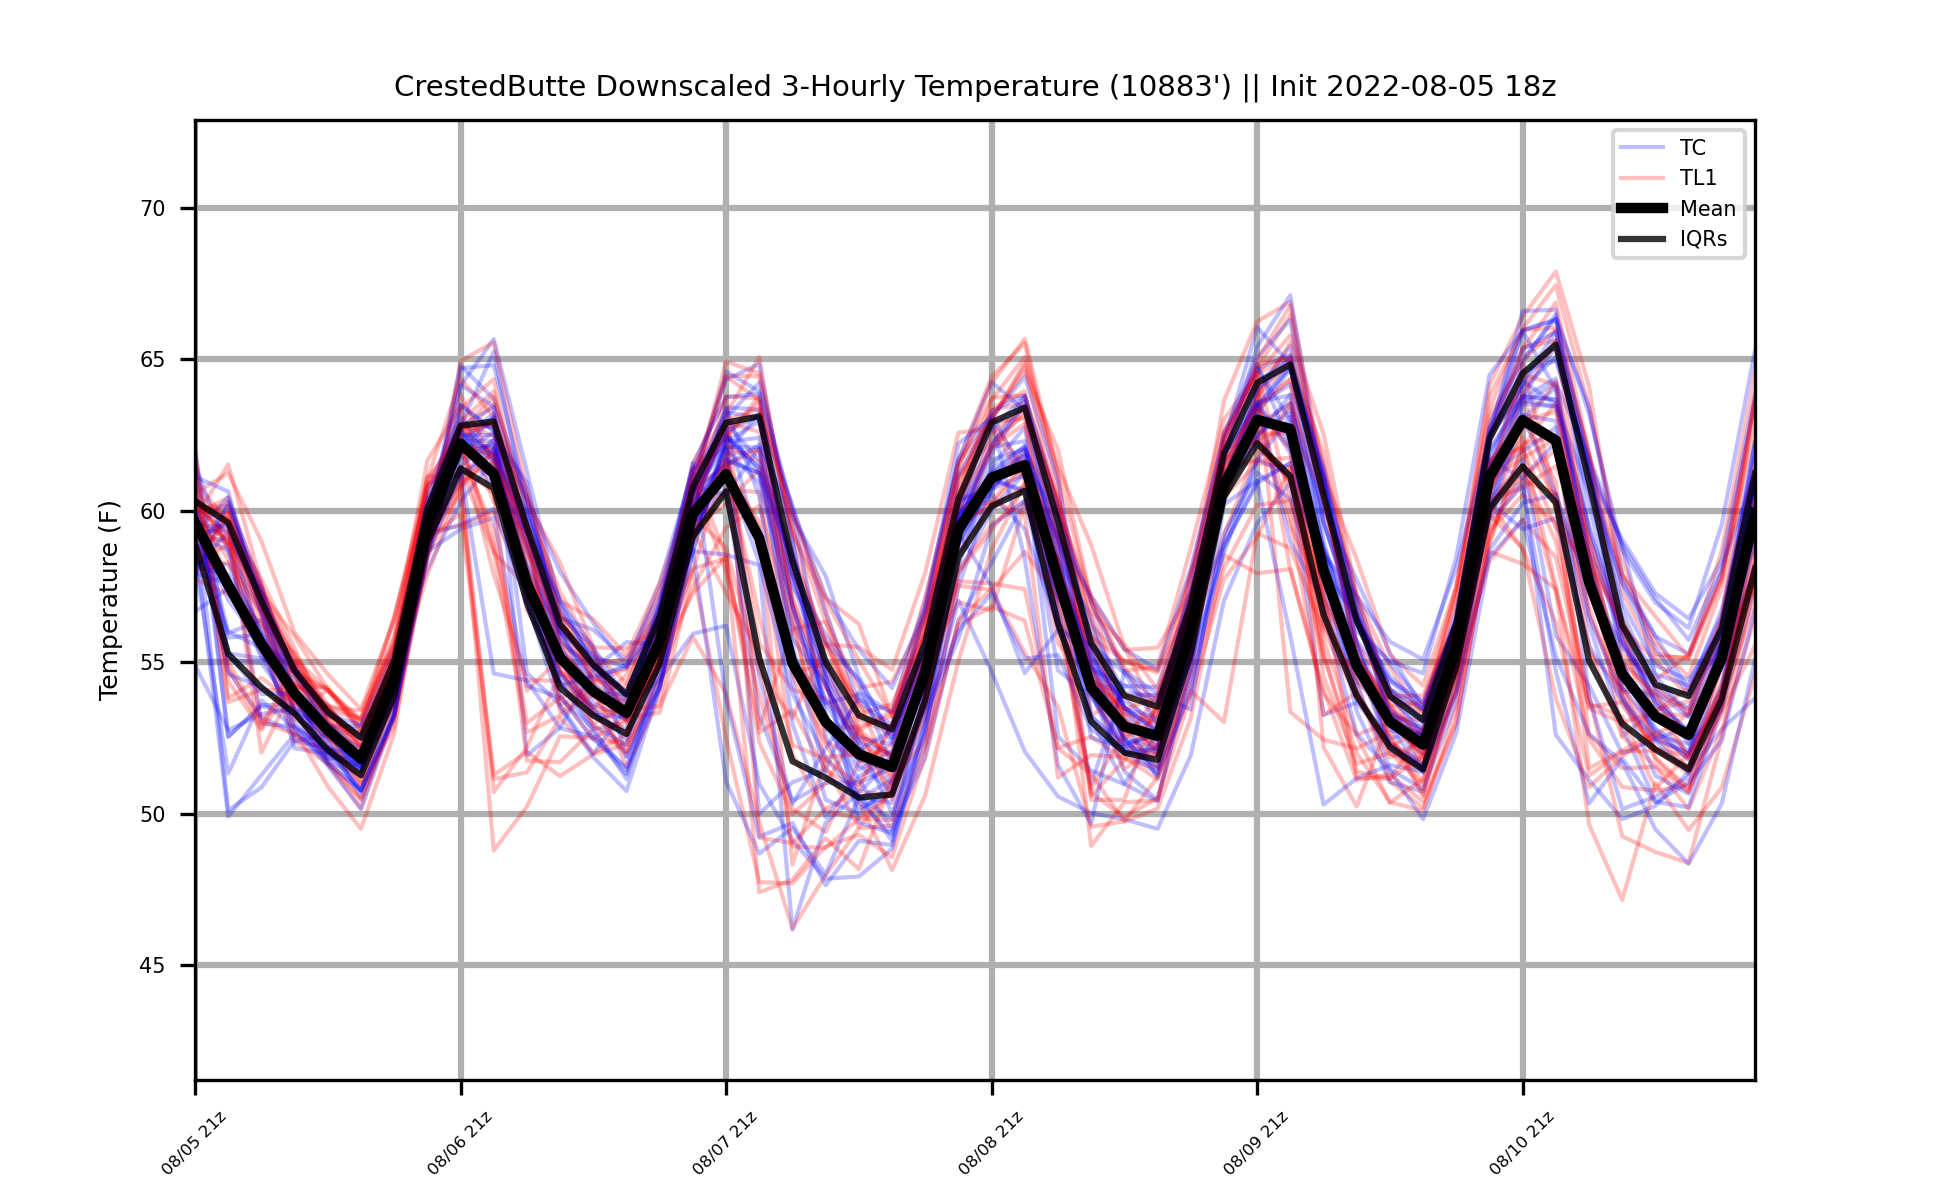 CrestedButte Downscaled 3-Hourly Temperature (10883') || Init 2022-08-05 18z
TC
TL1
Mean
IQRs
Temperature (F)
70
65
60
55
50
45
08/05 21z
08/06 21z
08/07 21z
08/08 21z
08/09 21z
08/10 21z